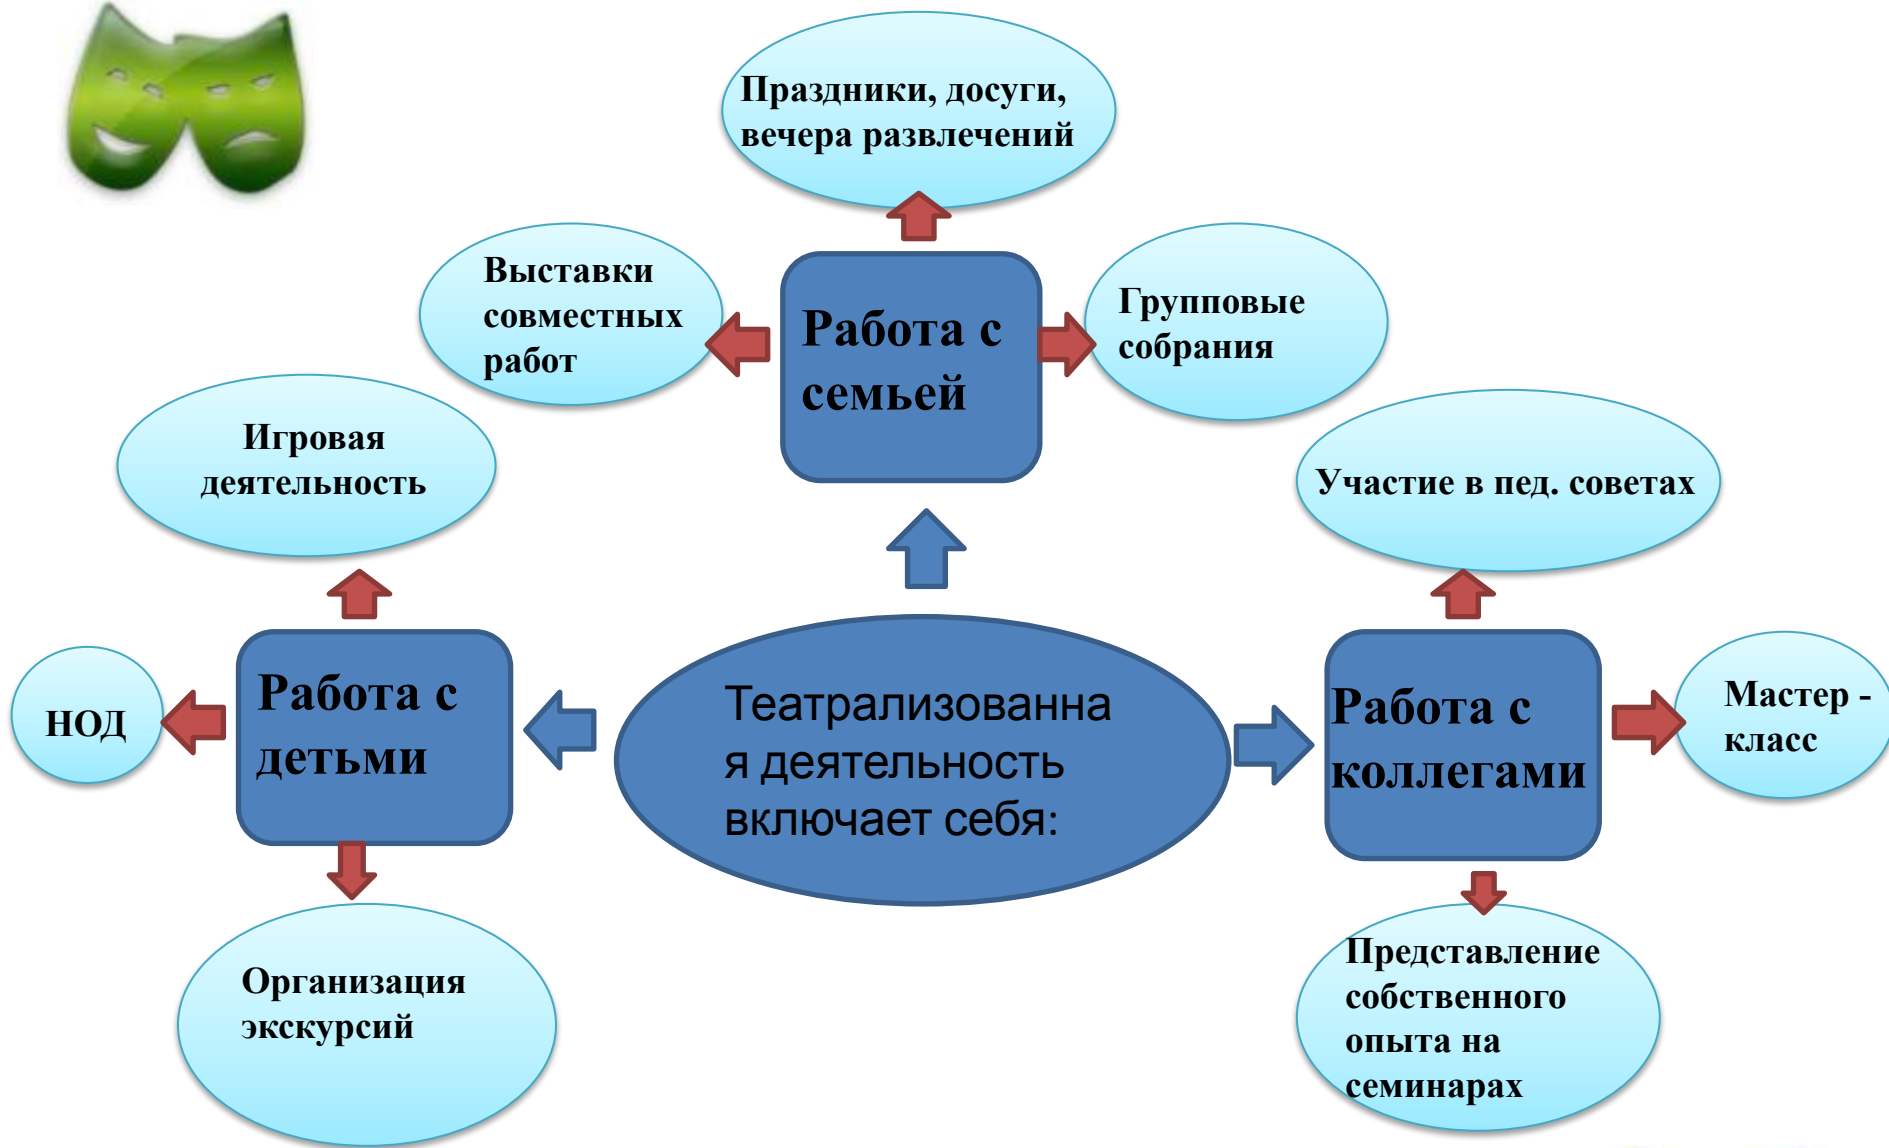 Праздники, досуги,
вечера развлечений
Выставки
совместных
работ
Работа с
семьей
Групповые
собрания
Игровая
деятельность
Участие в пед. советах
НОД
Работа с
детьми
Театрализованна
я деятельность
включает себя:
Работа с
коллегами
Мастер -
класс
Организация
экскурсий
Представление
собственного
опыта на
семинарах